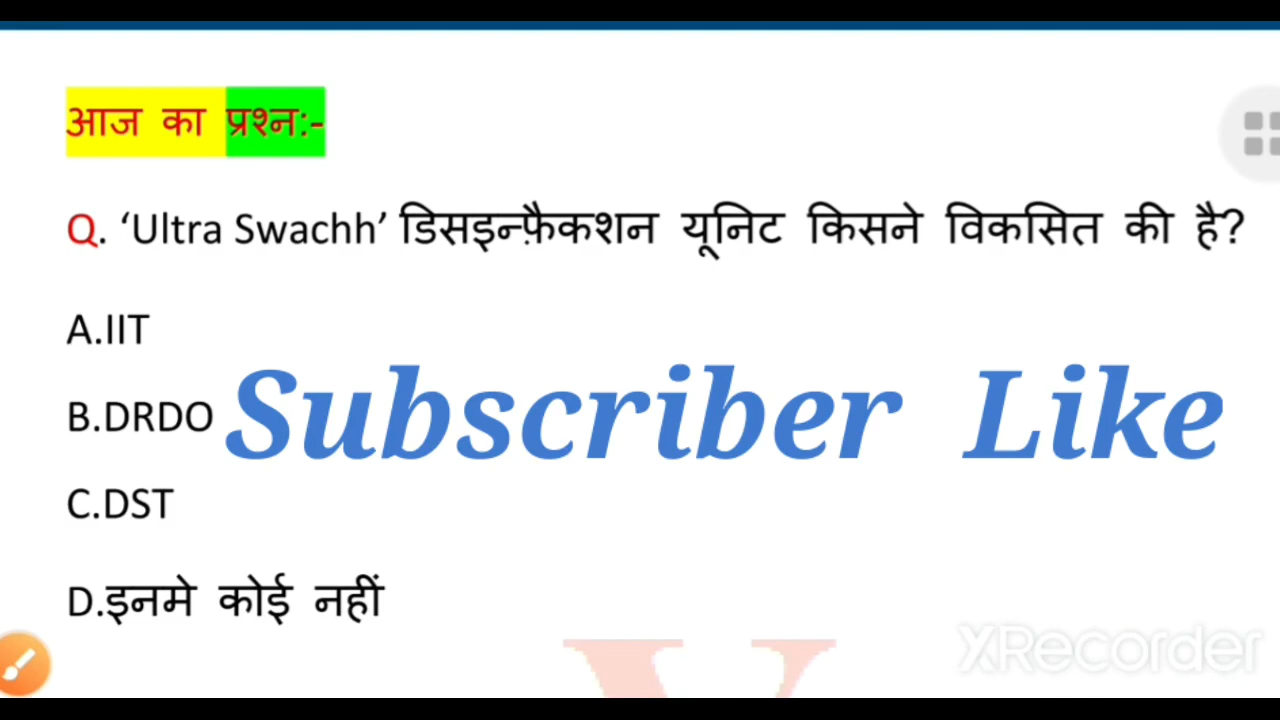 आज का प्रश्न:-
Q. ‘Ultra Swachh’ डिसइन्फ़ैकशन यूनिट किसने विकसित की है?
A.IIT
B.DRDO
Subscriber Like
C.DST
D.इनमे कोई नहीं
XRecorder